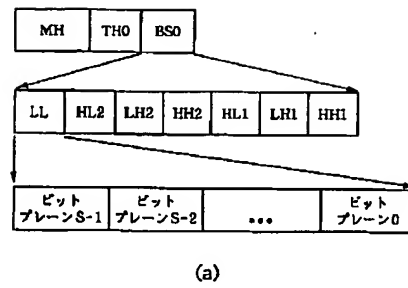 MH TH0 BS0
LL HL2 LH2 HH2 HL1 LH1 HH1
ビット ビット ビット
プレーンS-1 プレーンS-2 ••• プレーン0
(a)